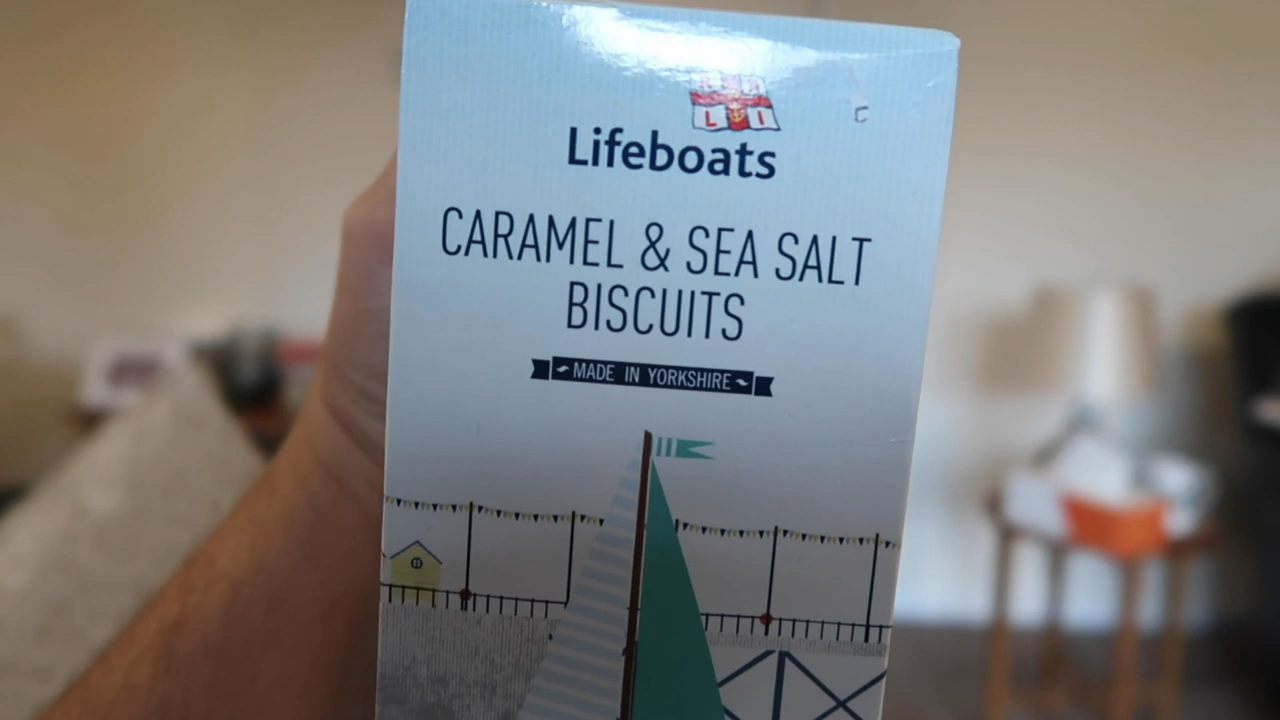 RNLI
Lifeboats
CARAMEL & SEA SALT
BISCUITS
MADE IN YORKSHIRE